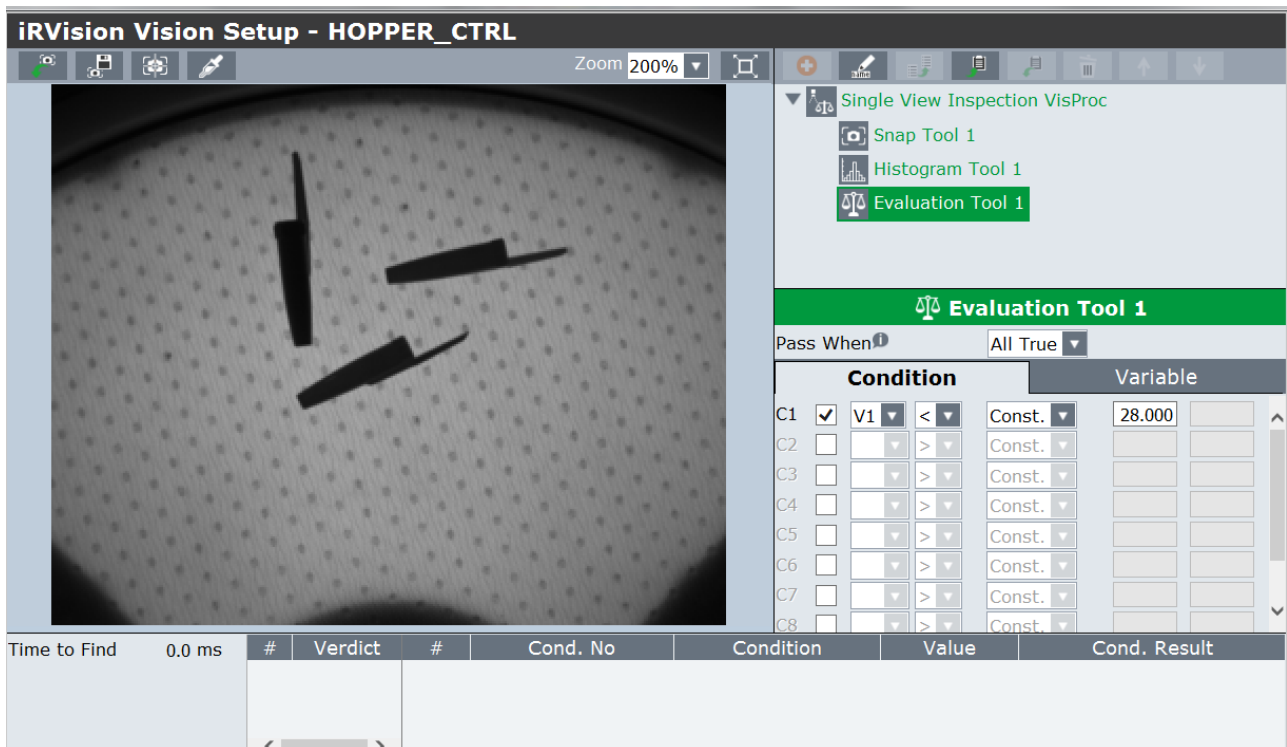 iRVision Vision Setup - HOPPER_CTRL
Zoom 200%
Single View Inspection VisProc
Snap Tool 1
Histogram Tool 1
Evaluation Tool 1
Evaluation Tool 1
Pass When All True
Condition Variable
C1 V1 < Const. 28.000
C2 > Const.
C3 > Const.
C4 > Const.
C5 > Const.
C6 > Const.
C7 > Const.
C8 > Const.
Time to Find 0.0 ms # Verdict # Cond. No Condition Value Cond. Result